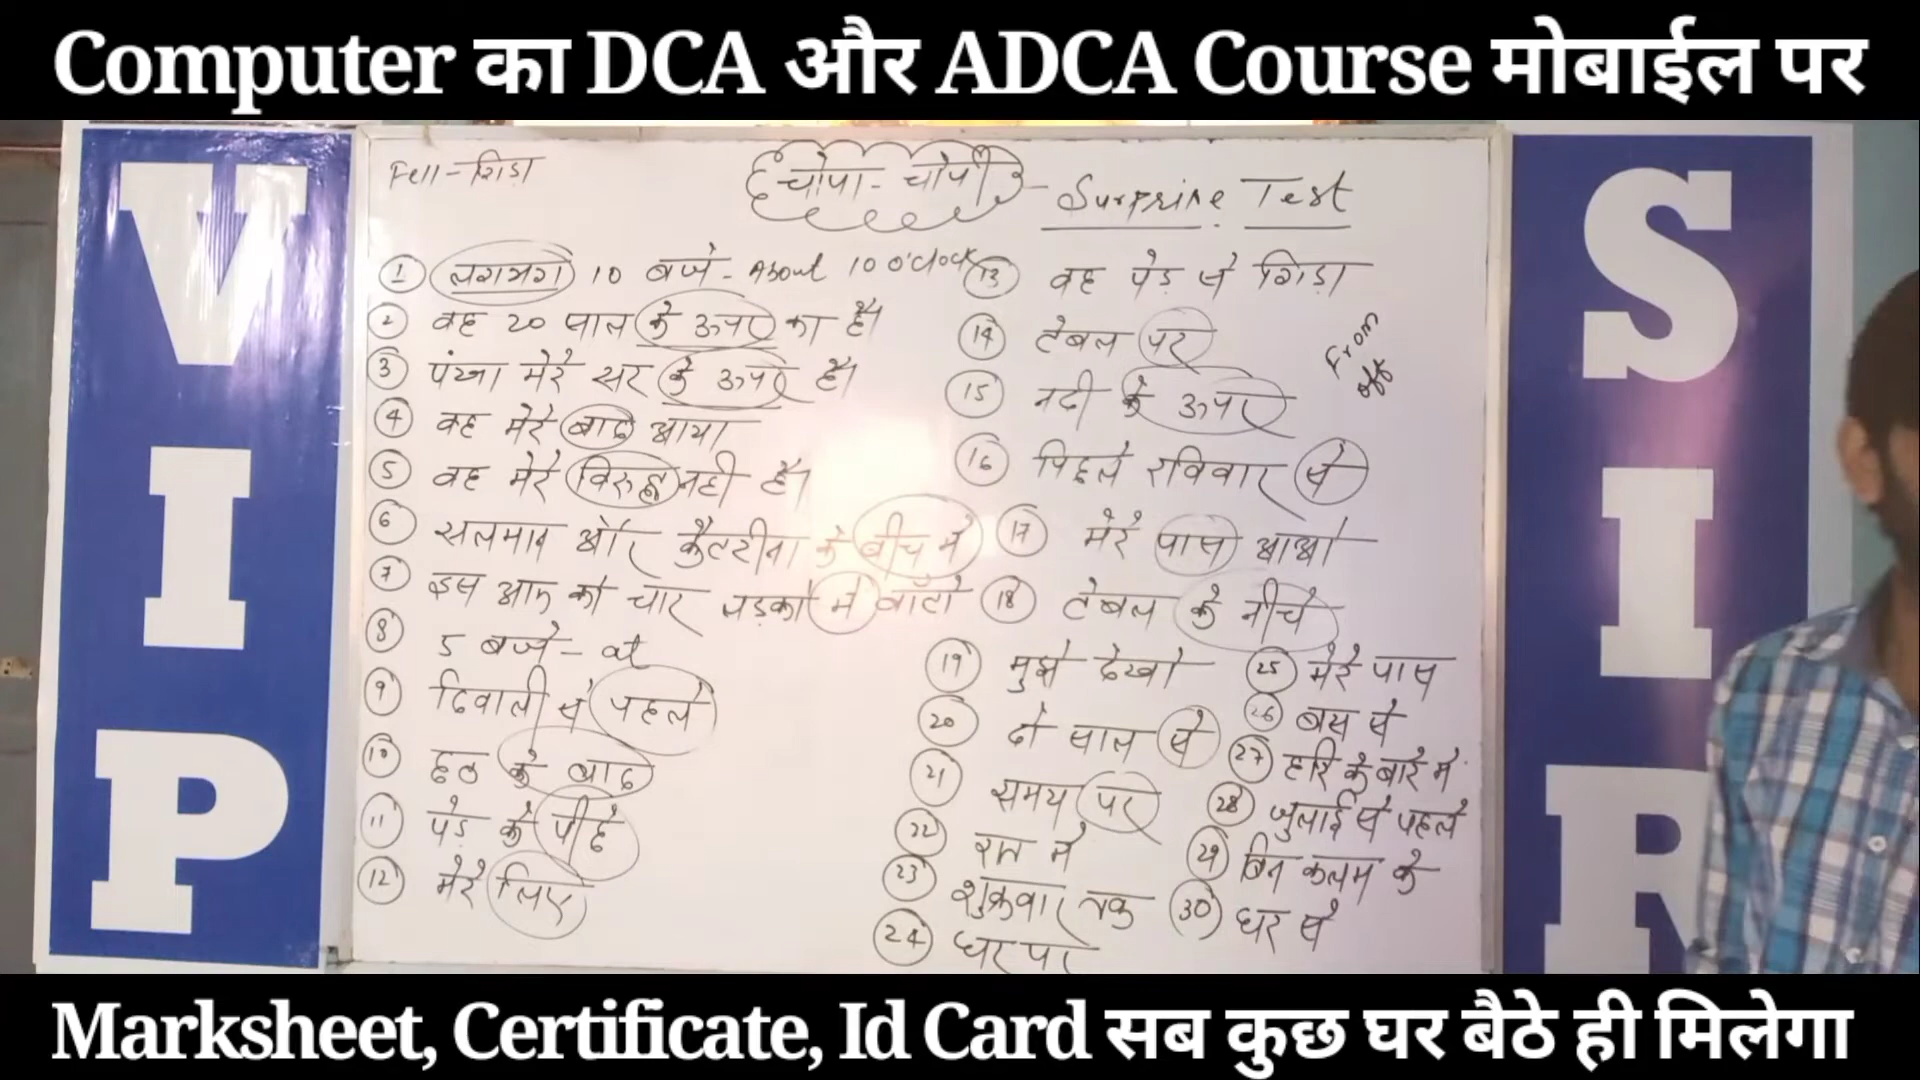 Computer का DCA और ADCA Course मोबाईल पर
VIP
SIR
Fell - गिड़ा
चोपा - चोपी - Surprise Test
① लगभग 10 बजे - About 10 o'clock
② वह 20 साल के ऊपर का है।
③ पंखा मेरे सर के ऊपर है।
④ वह मेरे बाद आया
⑤ वह मेरे विरुद्ध नही है।
⑥ सलमान और कैटरीना के बीच मे
⑦ इस आम को चार लड़को मे बाटो
⑧ 5 बजे - at
⑨ दिवाली से पहले
⑩ छठ के बाद
⑪ पेड़ के पीछे
⑫ मेरे लिए
⑬ वह पेड़ से गिड़ा
⑭ टेबल पर
From
off
⑮ नदी के ऊपर
⑯ पिछले रविवार से
⑰ मेरे पास आओ
⑱ टेबल के नीचे
⑲ मुझे देखो
⑳ दो साल से
㉑ समय पर
㉒ रात मे
㉓ शुक्रवार तक
㉔ घर पर
㉕ मेरे पास
㉖ बस से
㉗ हरि के बारे मे
㉘ जुलाई से पहले
㉙ बिन कलम के
㉚ घर से
Marksheet, Certificate, Id Card सब कुछ घर बैठे ही मिलेगा